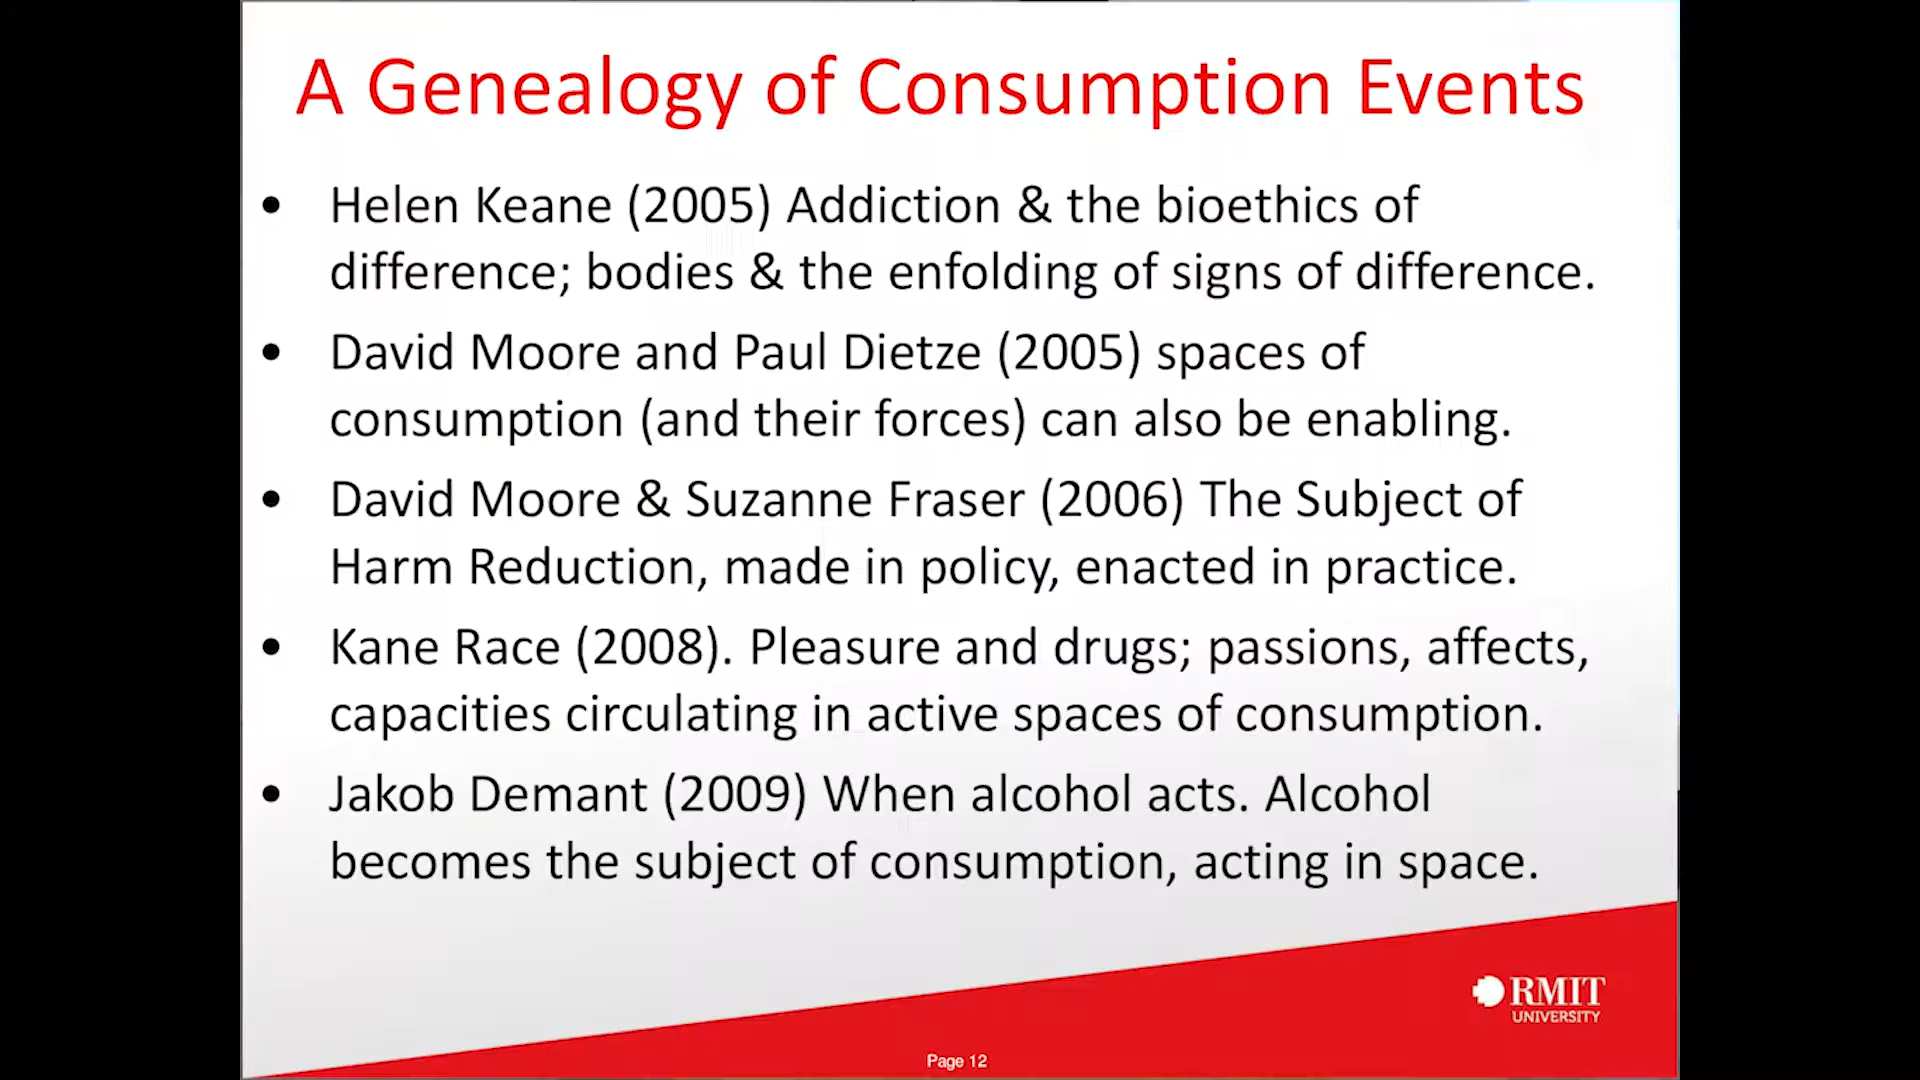 A Genealogy of Consumption Events
• Helen Keane (2005) Addiction & the bioethics of
difference; bodies & the enfolding of signs of difference.
• David Moore and Paul Dietze (2005) spaces of
consumption (and their forces) can also be enabling.
• David Moore & Suzanne Fraser (2006) The Subject of
Harm Reduction, made in policy, enacted in practice.
• Kane Race (2008). Pleasure and drugs; passions, affects,
capacities circulating in active spaces of consumption.
• Jakob Demant (2009) When alcohol acts. Alcohol
becomes the subject of consumption, acting in space.
RMIT
UNIVERSITY
Page 12